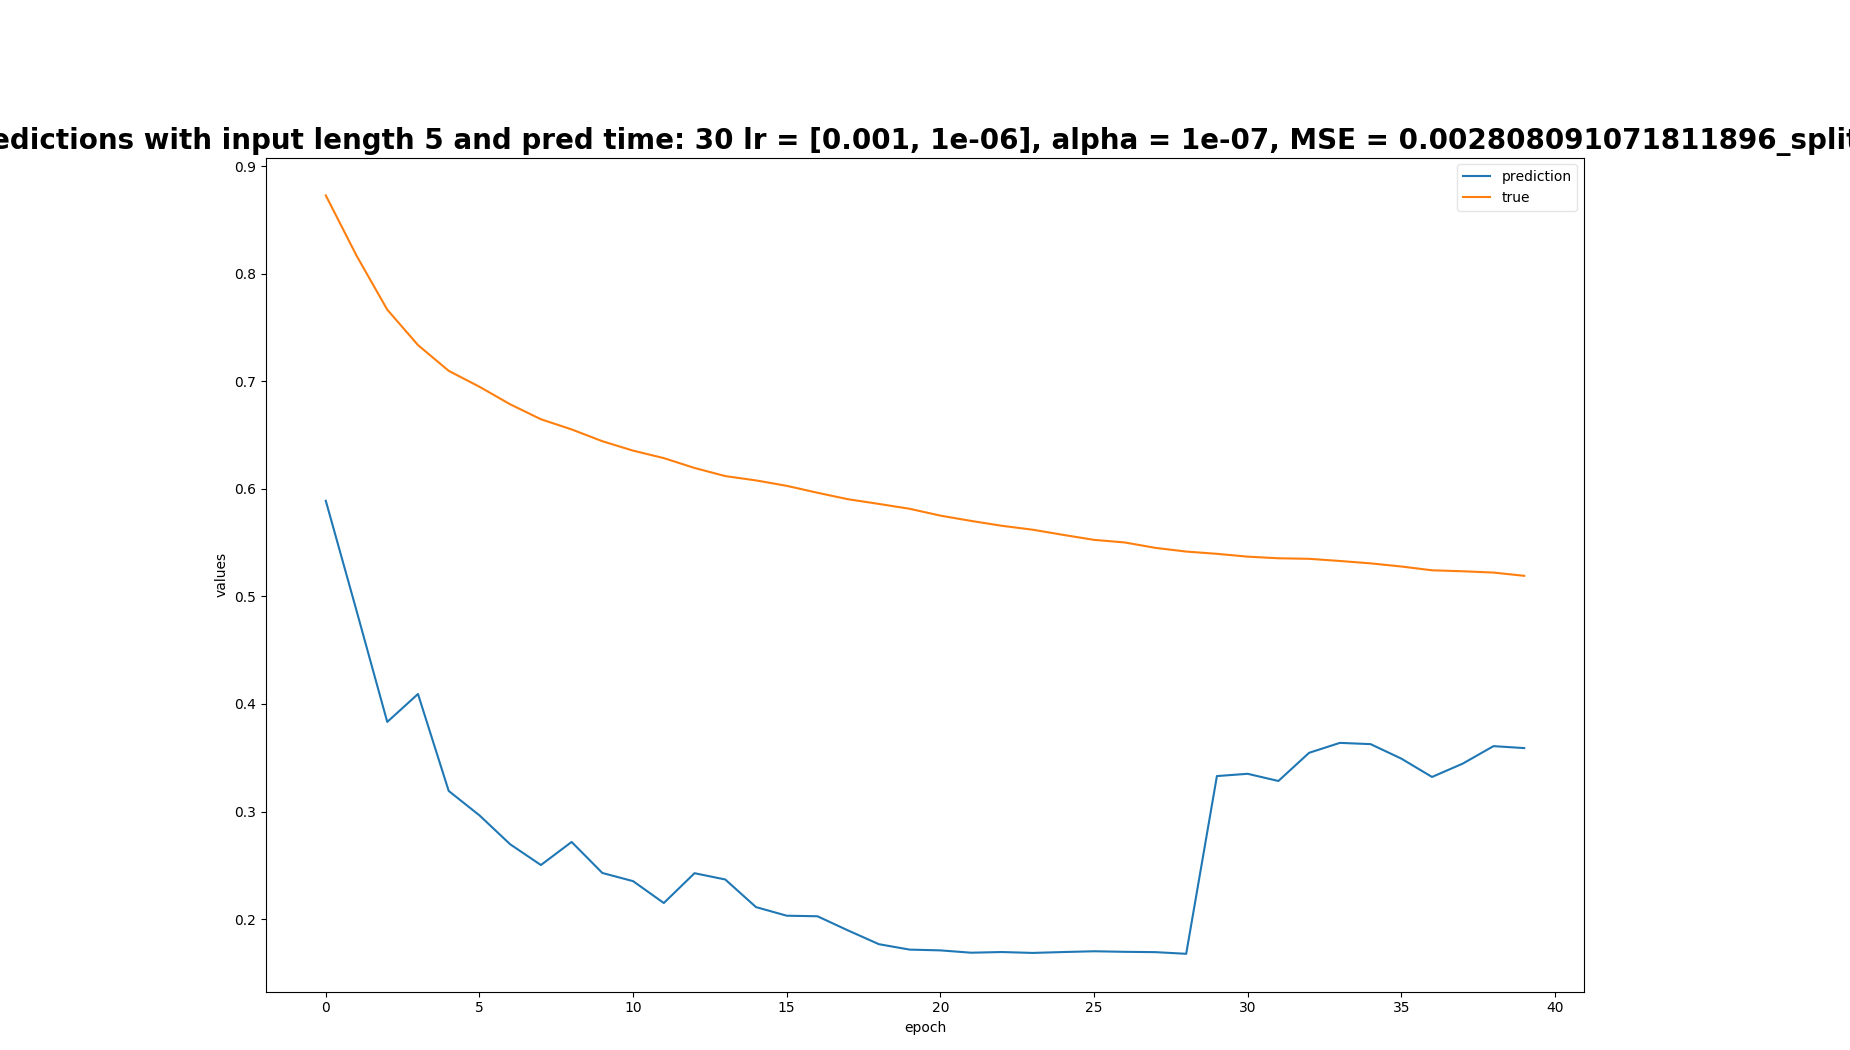 edictions with input length 5 and pred time: 30 lr = [0.001, 1e-06], alpha = 1e-07, MSE = 0.002808091071811896_split
prediction
true
0.9
0.8
0.7
0.6
0.5
0.4
0.3
0.2
values
0 5 10 15 20 25 30 35 40
epoch